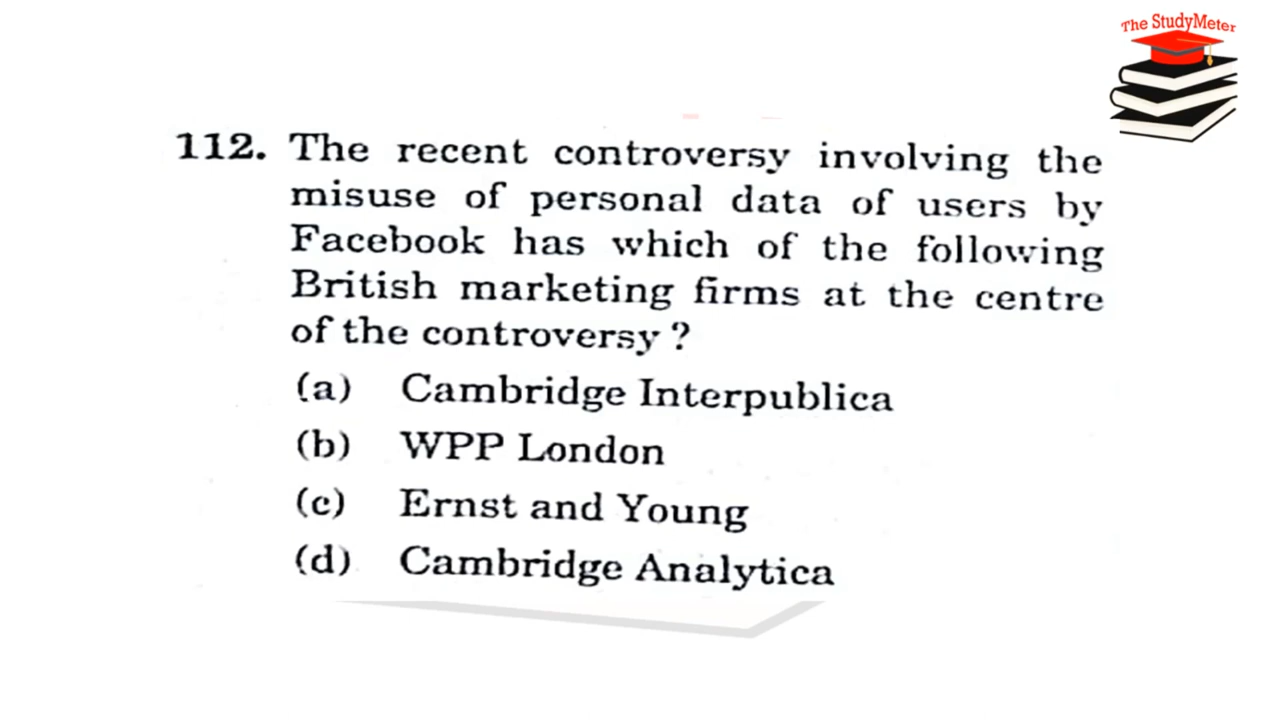 The StudyMeter
112. The recent controversy involving the
misuse of personal data of users by
Facebook has which of the following
British marketing firms at the centre
of the controversy ?
(a) Cambridge Interpublica
(b) WPP London
(c) Ernst and Young
(d) Cambridge Analytica